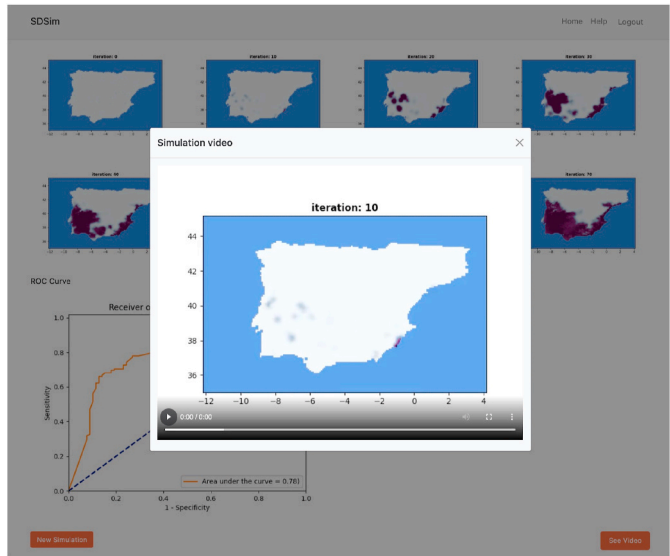 SDSim
Home Help Logout
iteration: 0
iteration: 10
iteration: 20
iteration: 30
Simulation video
iteration: 10
44
42
40
38
36
-12 -10 -8 -6 -4 -2 0 2 4
0:00 / 0:00
iteration: 70
ROC Curve
Receiver o
1.0
0.8
0.6
0.4
0.2
0.0
Sensitivity
0.0 0.2 0.4 0.6 0.8 1.0
1 - Specificity
Area under the curve = 0.78)
New Simulation
See Video